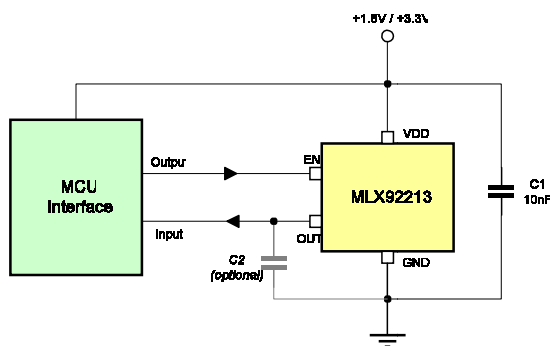 +1.8V / +3.3V
VDD
MCU
Interface
Output
EN
MLX92213
C1
10nF
Input
OUT
C2
(optional)
GND